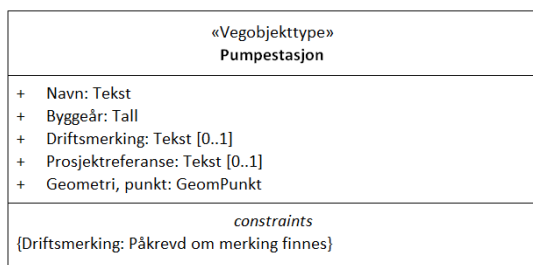 «Vegobjekttype»
Pumpestasjon
+ Navn: Tekst
+ Byggeår: Tall
+ Driftsmerking: Tekst [0..1]
+ Prosjektreferanse: Tekst [0..1]
+ Geometri, punkt: GeomPunkt
constraints
{Driftsmerking: Påkrevd om merking finnes}